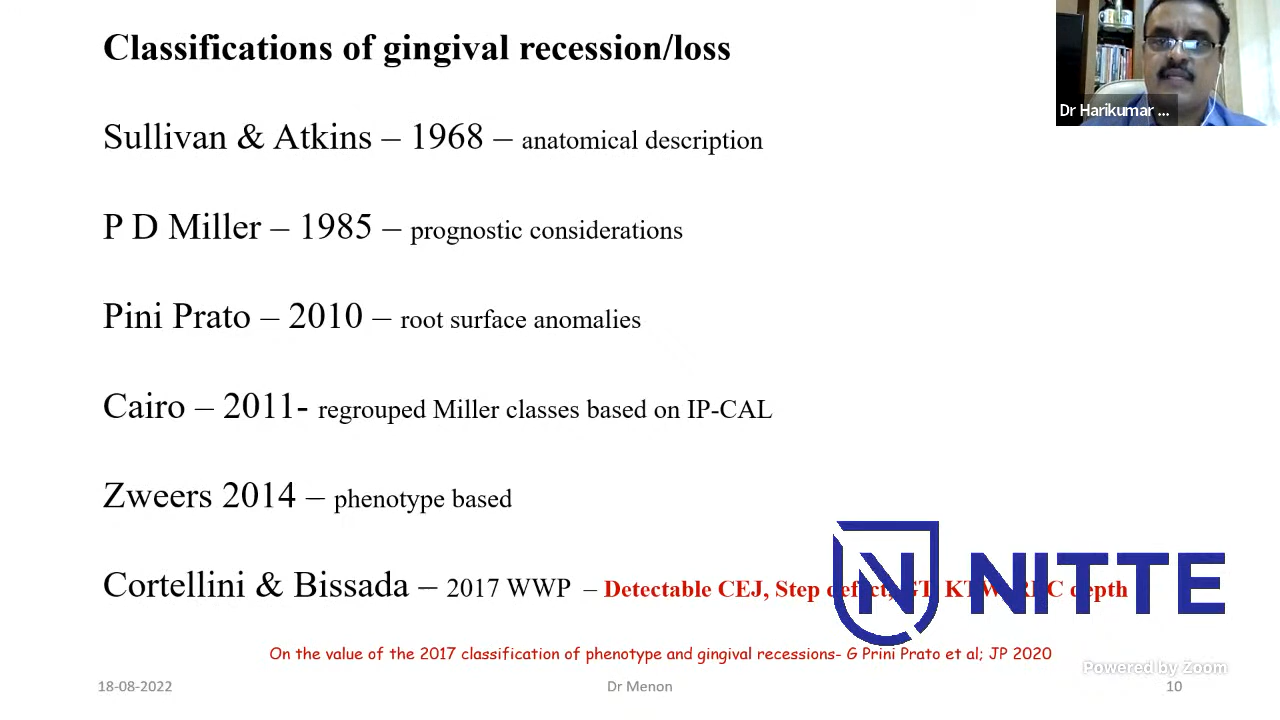 Classifications of gingival recession/loss
Dr Harikumar ...
Sullivan & Atkins – 1968 – anatomical description
P D Miller – 1985 – prognostic considerations
Pini Prato – 2010 – root surface anomalies
Cairo – 2011- regrouped Miller classes based on IP-CAL
Zweers 2014 – phenotype based
Cortellini & Bissada – 2017 WWP – Detectable CEJ, Step defect, GT, KTW, REC depth
N NITTE
On the value of the 2017 classification of phenotype and gingival recessions- G Prini Prato et al; JP 2020
Powered by Zoom
18-08-2022 Dr Menon 10